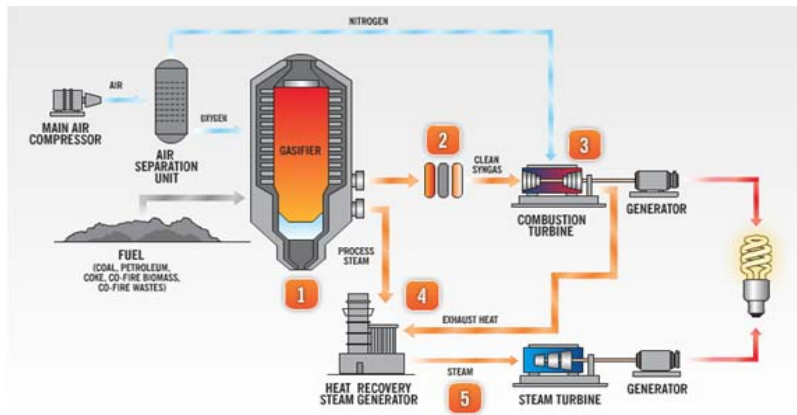 NITROGEN
AIR
MAIN AIR
COMPRESSOR
OXYGEN
AIR
SEPARATION
UNIT
GASIFIER
2
CLEAN
SYNGAS
3
COMBUSTION
TURBINE
GENERATOR
FUEL
(COAL, PETROLEUM,
COKE, CO-FIRE BIOMASS,
CO-FIRE WASTES)
1
PROCESS
STEAM
4
EXHAUST HEAT
HEAT RECOVERY
STEAM GENERATOR
STEAM
5
STEAM TURBINE
GENERATOR